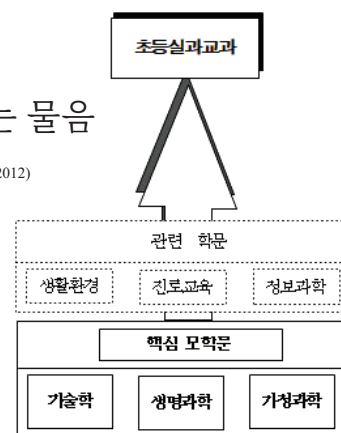 초등실과교과
는 물음
2012)
관련 학문
생활환경 진로교육 정보과학
핵심 모학문
기술학 생명과학 가정과학